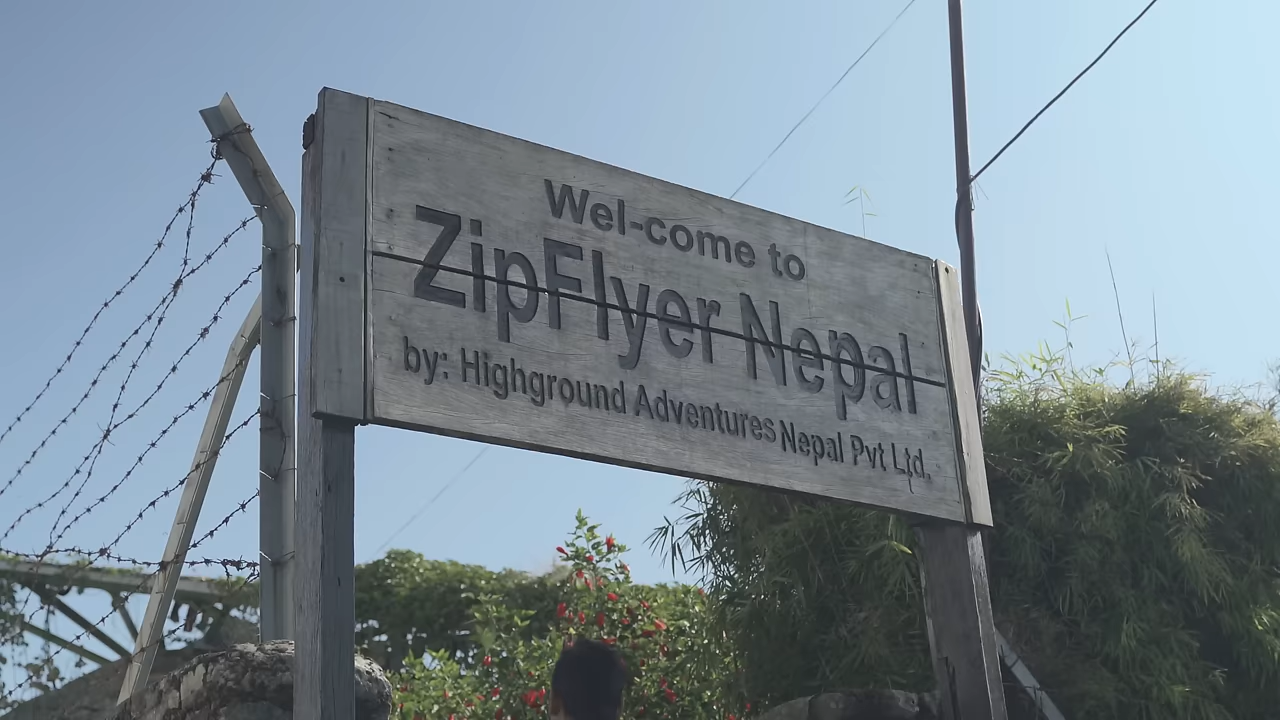 Wel-come to
ZipFlyer Nepal
by: Highground Adventures Nepal Pvt Ltd.